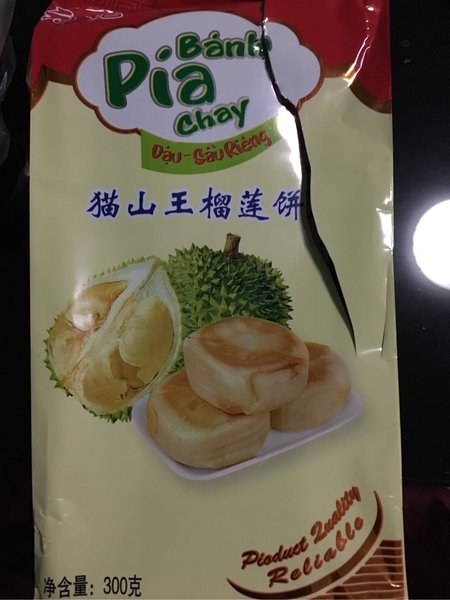 Bánh
Pía
Chay
Đậu-Sầu Riêng
猫山王榴莲饼
Pioduct Quality
Reliable
净含量：300克